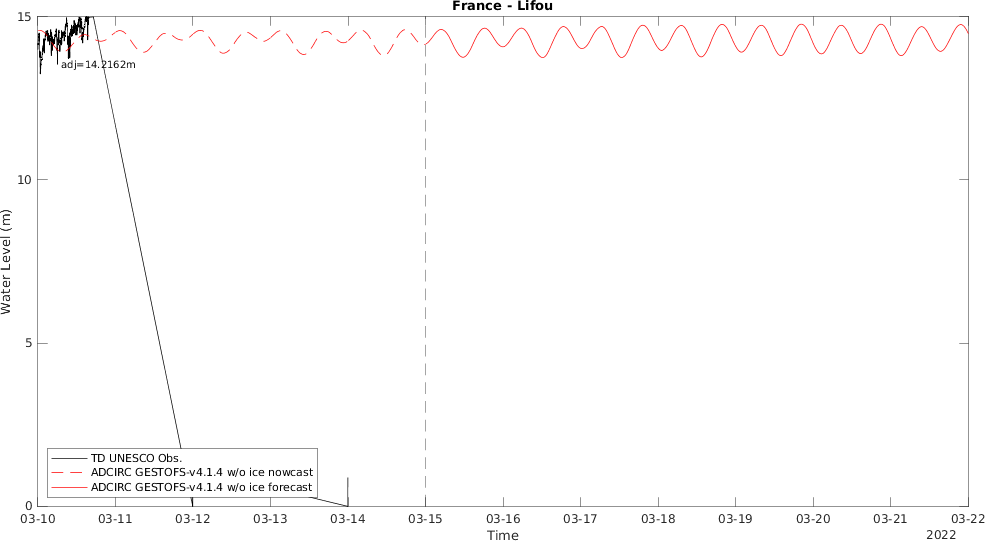 France - Lifou
15
10
5
0
Water Level (m)
adj=14.2162m
TD UNESCO Obs.
ADCIRC GESTOFS-v4.1.4 w/o ice nowcast
ADCIRC GESTOFS-v4.1.4 w/o ice forecast
03-10 03-11 03-12 03-13 03-14 03-15 03-16 03-17 03-18 03-19 03-20 03-21 03-22
Time
2022